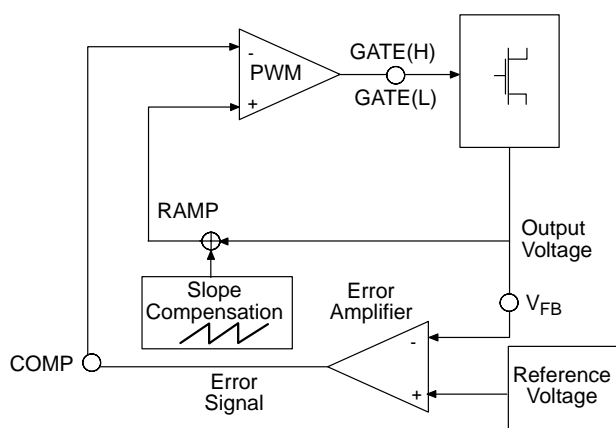 -
PWM
+
GATE(H)
GATE(L)
RAMP
Output
Voltage
Slope
Compensation
Error
Amplifier
VFB
-
+
COMP
Error
Signal
Reference
Voltage